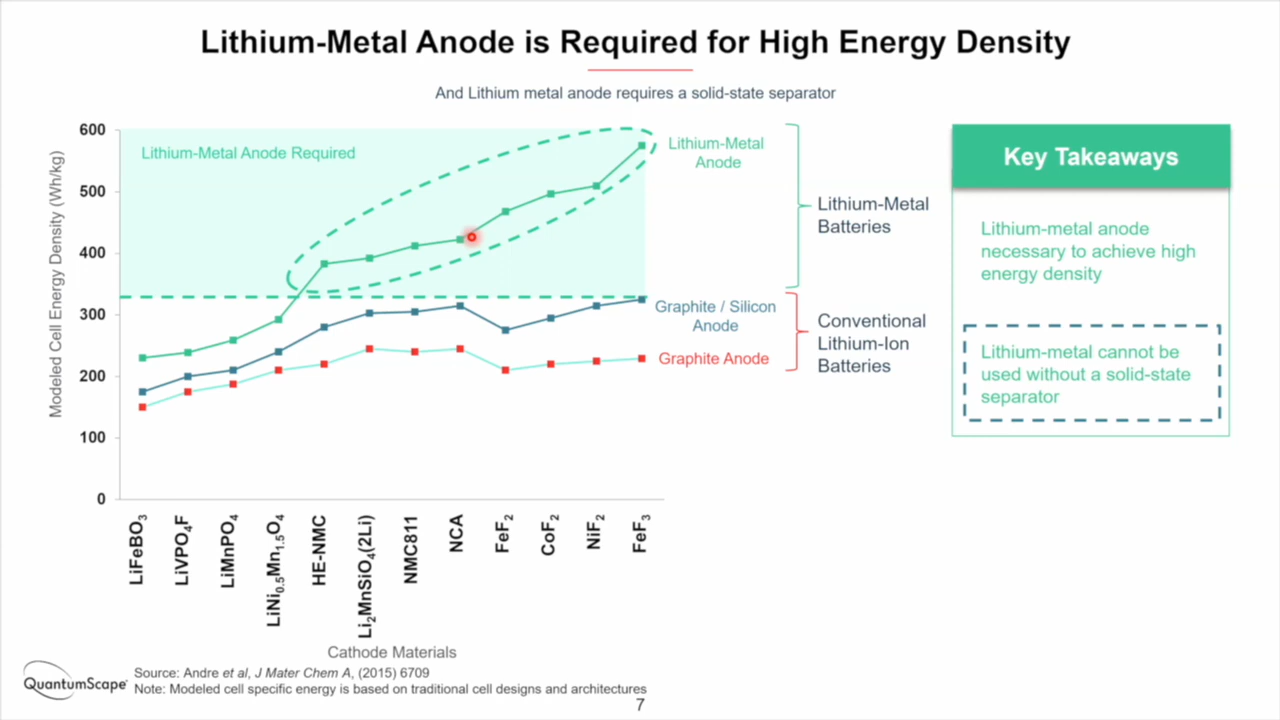 Lithium-Metal Anode is Required for High Energy Density
And Lithium metal anode requires a solid-state separator
Modeled Cell Energy Density (Wh/kg)
600
500
400
300
200
100
0
Lithium-Metal Anode Required
Lithium-Metal
Anode
Graphite / Silicon
Anode
Graphite Anode
Lithium-Metal
Batteries
Conventional
Lithium-Ion
Batteries
Key Takeaways
Lithium-metal anode
necessary to achieve high
energy density
Lithium-metal cannot be
used without a solid-state
separator
LiFeBO₃
LiVPO₄F
LiMnPO₄
LiNi₀.₅Mn₁.₅O₄
HE-NMC
Li₂MnSiO₄(2Li)
NMC811
NCA
FeF₂
CoF₂
NiF₂
FeF₃
Cathode Materials
QuantumScape
Source: Andre et al, J Mater Chem A, (2015) 6709
Note: Modeled cell specific energy is based on traditional cell designs and architectures
7